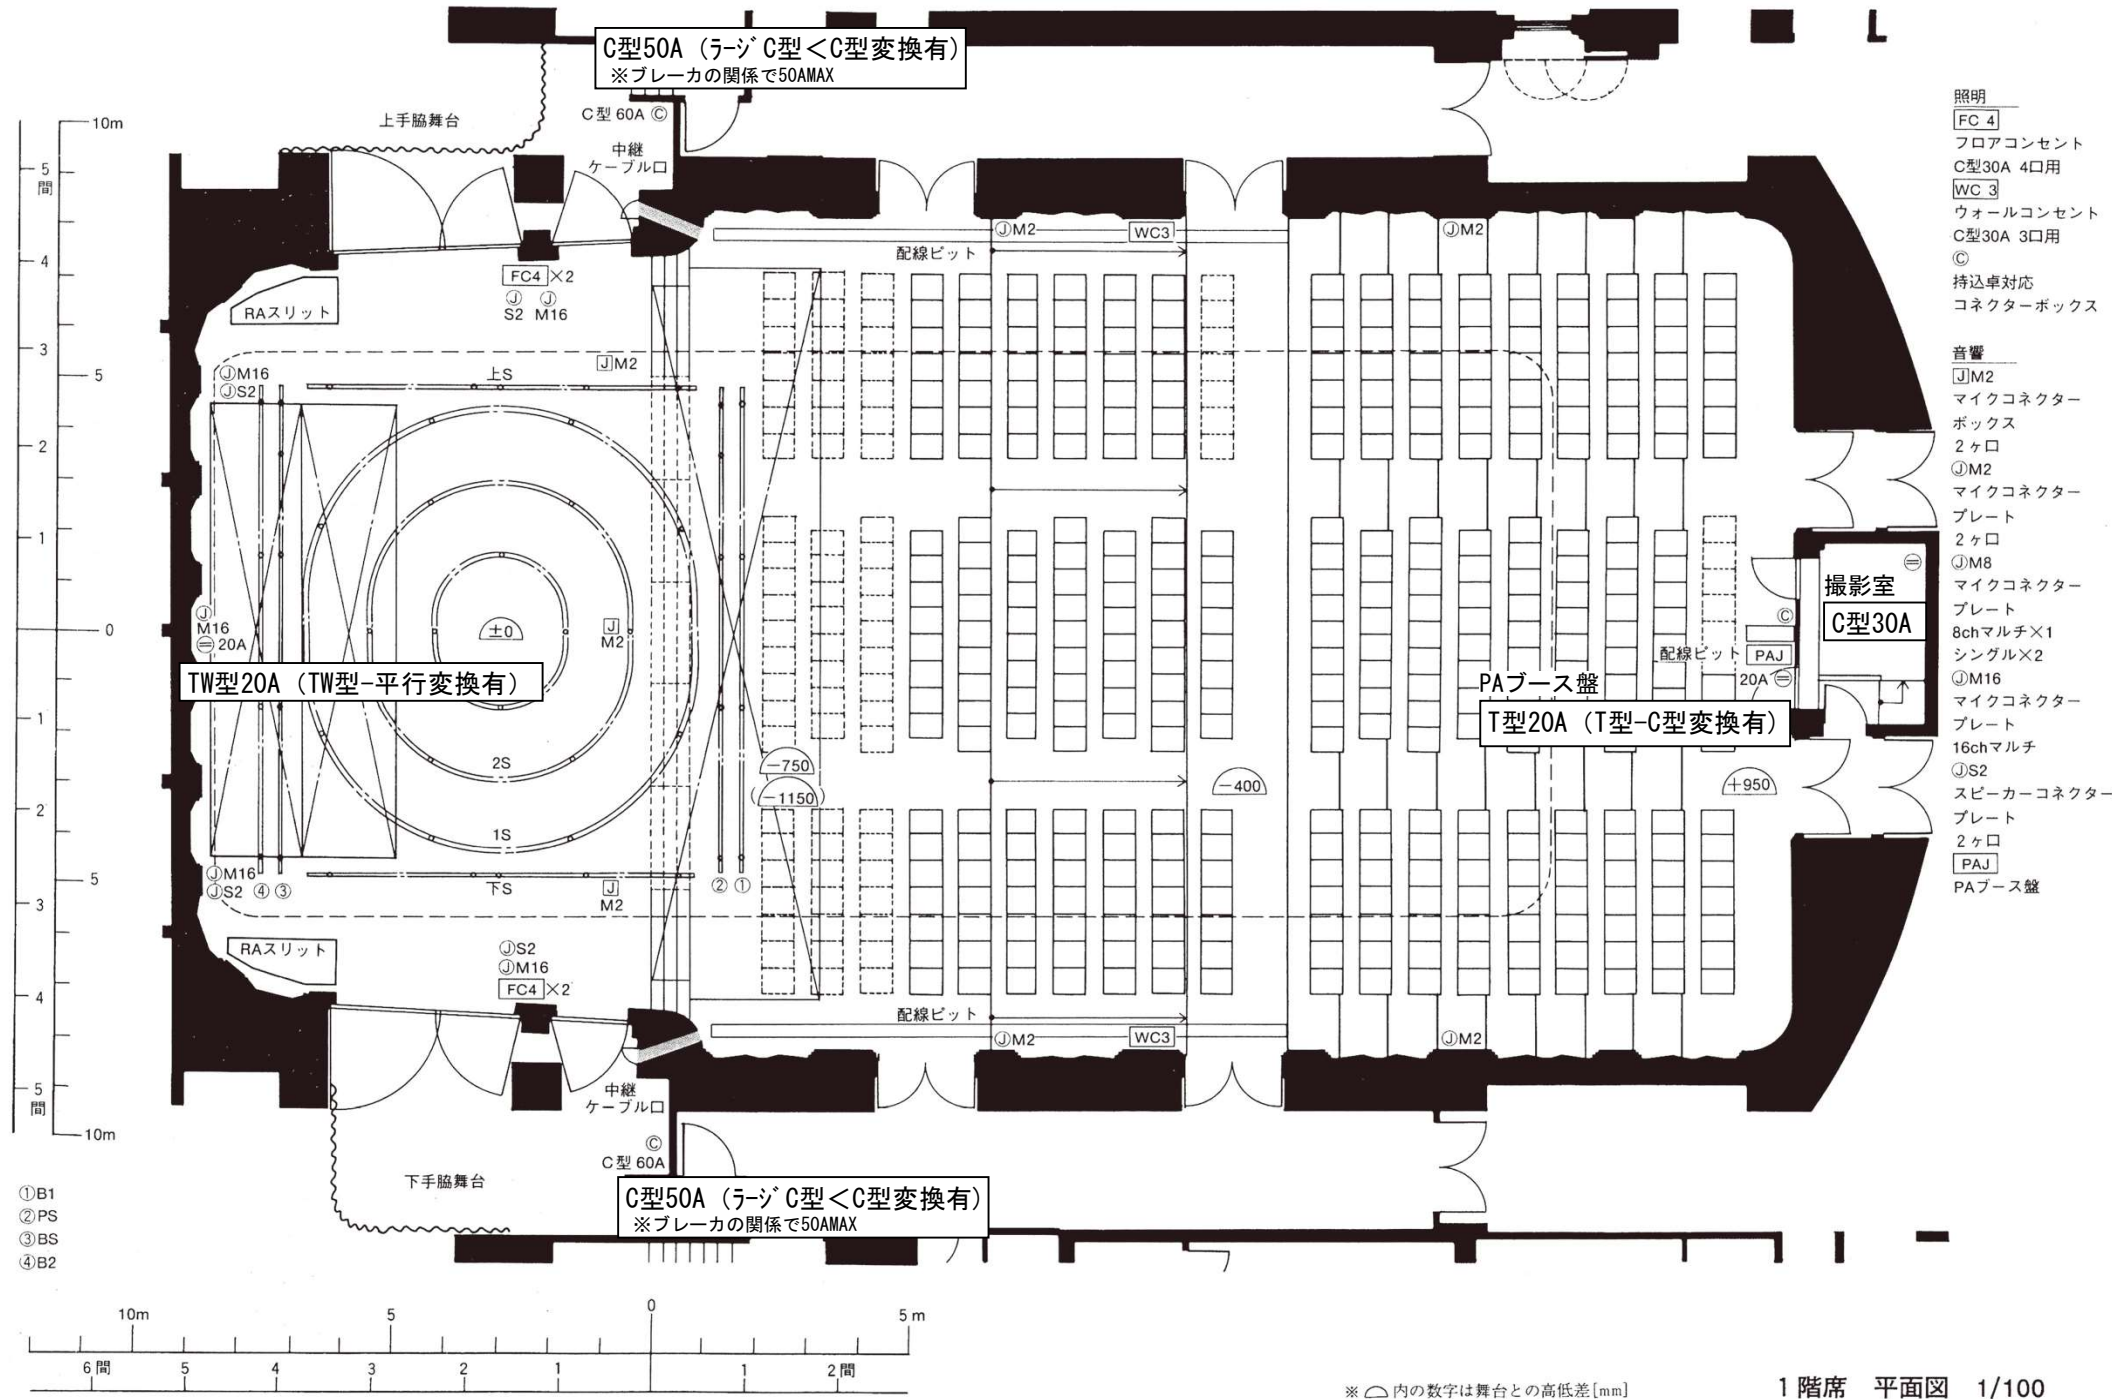 C型50A (ﾗｰｼﾞC型<C型変換有)
※ブレーカの関係で50AMAX
C型 60A Ⓒ
上手脇舞台
中継
ケーブル口
10m
5
間
4
3
5
2
1
0
1
2
5
3
4
5
間
10m
RAスリット
FC4 ×2
Ⓙ Ⓙ
S2 M16
ⒿM16
ⒿS2
上S
J M2
ⒿM2
WC3
配線ピット
ⒿM2
±0
J
M2
Ⓙ
M16
20A
TW型20A (TW型-平行変換有)
2S
1S
下S
J
M2
ⒿM16
ⒿS2
④ ③
② ①
−750
(−1150)
−400
+950
RAスリット
ⒿS2
ⒿM16
FC4 ×2
配線ピット
ⒿM2
WC3
ⒿM2
撮影室
C型30A
Ⓒ
配線ピット PAJ
20A
PAブース盤
T型20A (T型-C型変換有)
中継
ケーブル口
Ⓒ
C型 60A
下手脇舞台
C型50A (ﾗｰｼﾞC型<C型変換有)
※ブレーカの関係で50AMAX
①B1
②PS
③BS
④B2
10m 5 0 5 m
6間 5 4 3 2 1 1 2間
照明
FC 4
フロアコンセント
C型30A 4口用
WC 3
ウォールコンセント
C型30A 3口用
Ⓒ
持込卓対応
コネクターボックス
音響
J M2
マイクコネクター
ボックス
2ヶ口
ⒿM2
マイクコネクター
プレート
2ヶ口
ⒿM8
マイクコネクター
プレート
8chマルチ×1
シングル×2
ⒿM16
マイクコネクター
プレート
16chマルチ
ⒿS2
スピーカーコネクター
プレート
2ヶ口
PAJ
PAブース盤
※ 内の数字は舞台との高低差[mm]
1階席 平面図 1/100